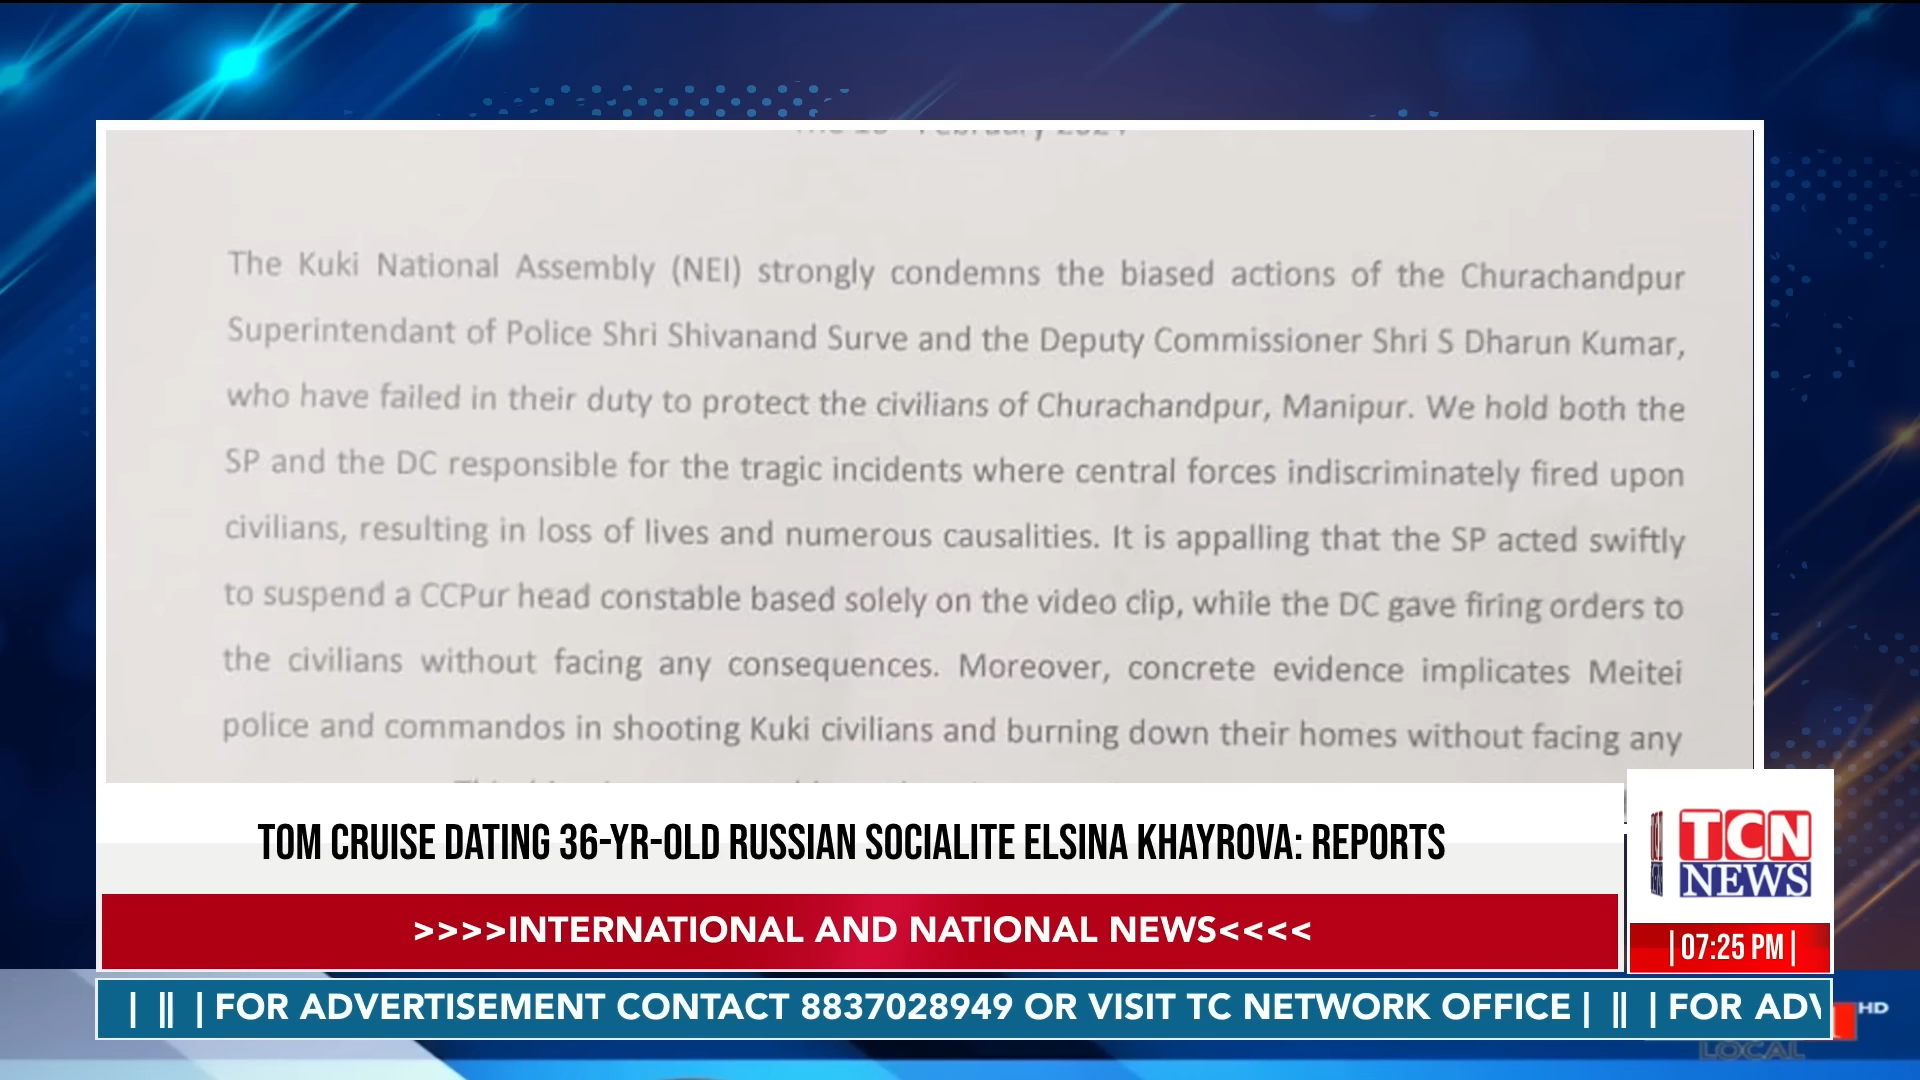 February 2024
The Kuki National Assembly (NEI) strongly condemns the biased actions of the Churachandpur
Superintendant of Police Shri Shivanand Surve and the Deputy Commissioner Shri S Dharun Kumar,
who have failed in their duty to protect the civilians of Churachandpur, Manipur. We hold both the
SP and the DC responsible for the tragic incidents where central forces indiscriminately fired upon
civilians, resulting in loss of lives and numerous causalities. It is appalling that the SP acted swiftly
to suspend a CCPur head constable based solely on the video clip, while the DC gave firing orders to
the civilians without facing any consequences. Moreover, concrete evidence implicates Meitei
police and commandos in shooting Kuki civilians and burning down their homes without facing any
TOM CRUISE DATING 36-YR-OLD RUSSIAN SOCIALITE ELSINA KHAYROVA: REPORTS
TCN
NEWS
>>>>INTERNATIONAL AND NATIONAL NEWS<<<<
|07:25 PM|
| || | FOR ADVERTISEMENT CONTACT 8837028949 OR VISIT TC NETWORK OFFICE | || | FOR ADV
HD
LOCAL